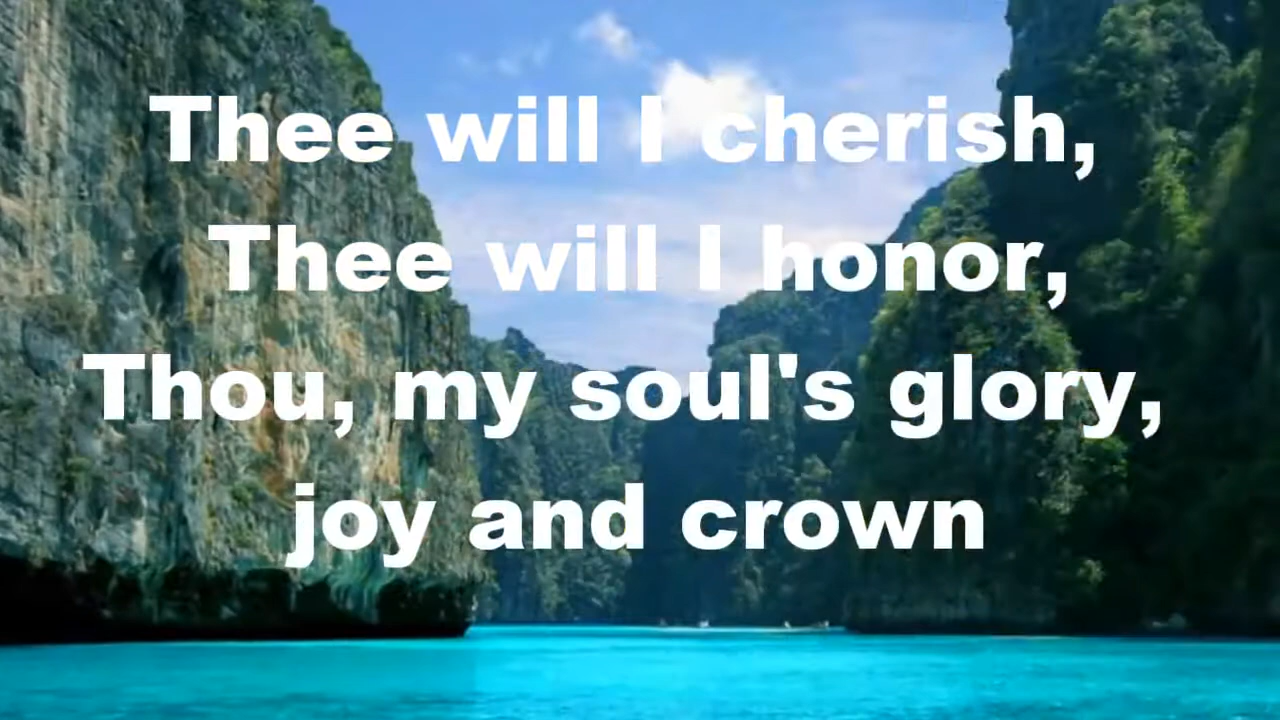 Thee will I cherish,
Thee will I honor,
Thou, my soul's glory,
joy and crown